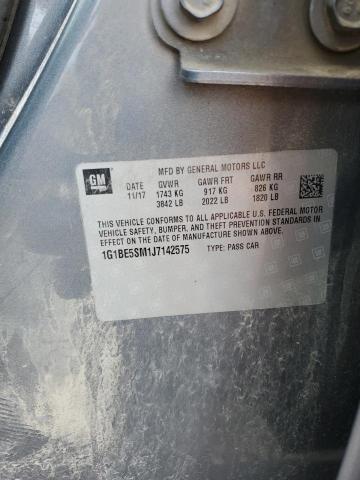 MFD BY GENERAL MOTORS LLC
GM
DATE GVWR GAWR FRT GAWR RR
11/17 1743 KG 917 KG 826 KG
3842 LB 2022 LB 1820 LB
THIS VEHICLE CONFORMS TO ALL APPLICABLE U.S. FEDERAL MOTOR
VEHICLE SAFETY, BUMPER, AND THEFT PREVENTION STANDARDS IN
EFFECT ON THE DATE OF MANUFACTURE SHOWN ABOVE.
1G1BE5SM1J7142575 TYPE: PASS CAR